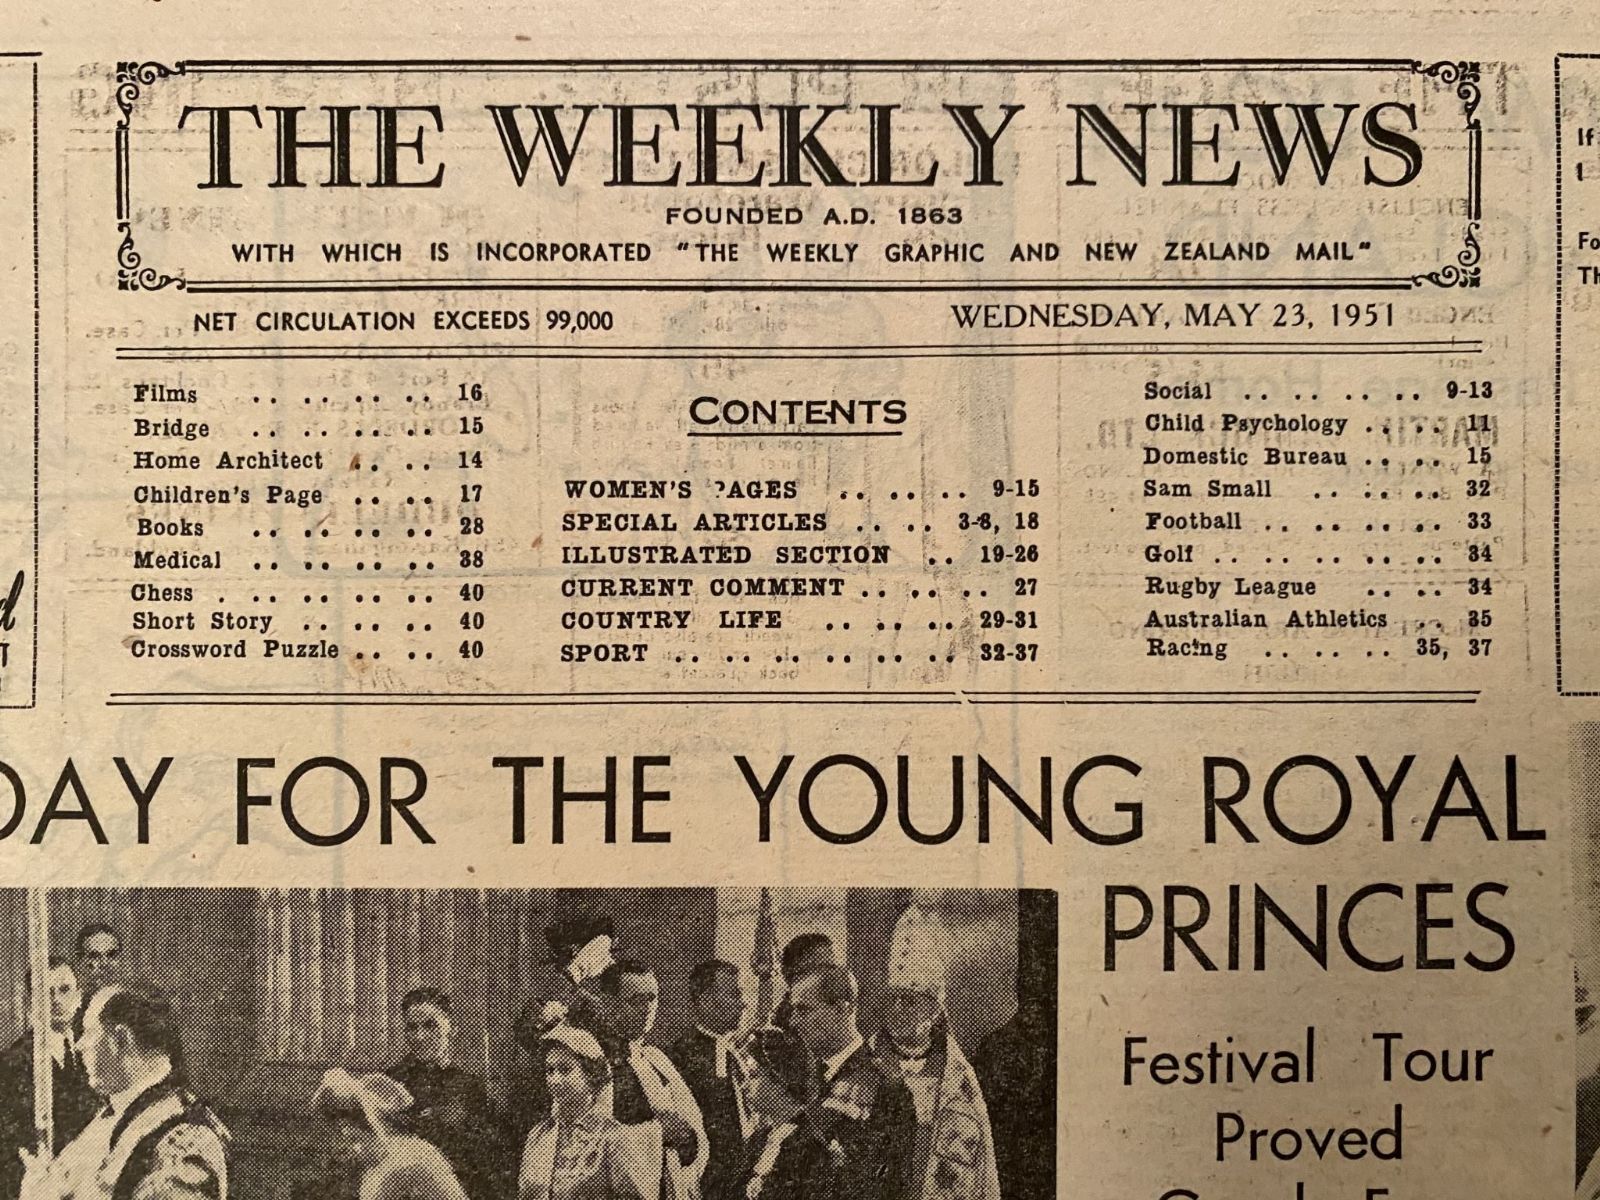 THE WEEKLY NEWS
FOUNDED A.D. 1863
WITH WHICH IS INCORPORATED "THE WEEKLY GRAPHIC AND NEW ZEALAND MAIL"
NET CIRCULATION EXCEEDS 99,000
WEDNESDAY, MAY 23, 1951
Films .. .. .. .. .. 16
Bridge .. .. .. .. .. 15
Home Architect .. .. .. 14
Children's Page .. .. .. 17
Books .. .. .. .. .. 28
Medical .. .. .. .. .. 38
Chess . .. .. .. .. .. 40
Short Story .. .. .. .. 40
Crossword Puzzle .. .. .. 40
CONTENTS
WOMEN'S PAGES .. .. .. .. 9-15
SPECIAL ARTICLES .. .. .. 3-8, 18
ILLUSTRATED SECTION .. 19-26
CURRENT COMMENT .. .. .. .. 27
COUNTRY LIFE .. .. .. .. 29-31
SPORT .. .. .. .. .. .. .. 32-37
Social .. .. .. .. .. 9-13
Child Psychology .. .. .. 11
Domestic Bureau .. .. .. 15
Sam Small .. .. .. .. 32
Football .. .. .. .. .. 33
Golf .. .. .. .. .. .. 34
Rugby League .. .. .. 34
Australian Athletics .. .. 35
Racing .. .. .. .. 35, 37
If
Fo
Th
DAY FOR THE YOUNG ROYAL
PRINCES
Festival Tour
Proved